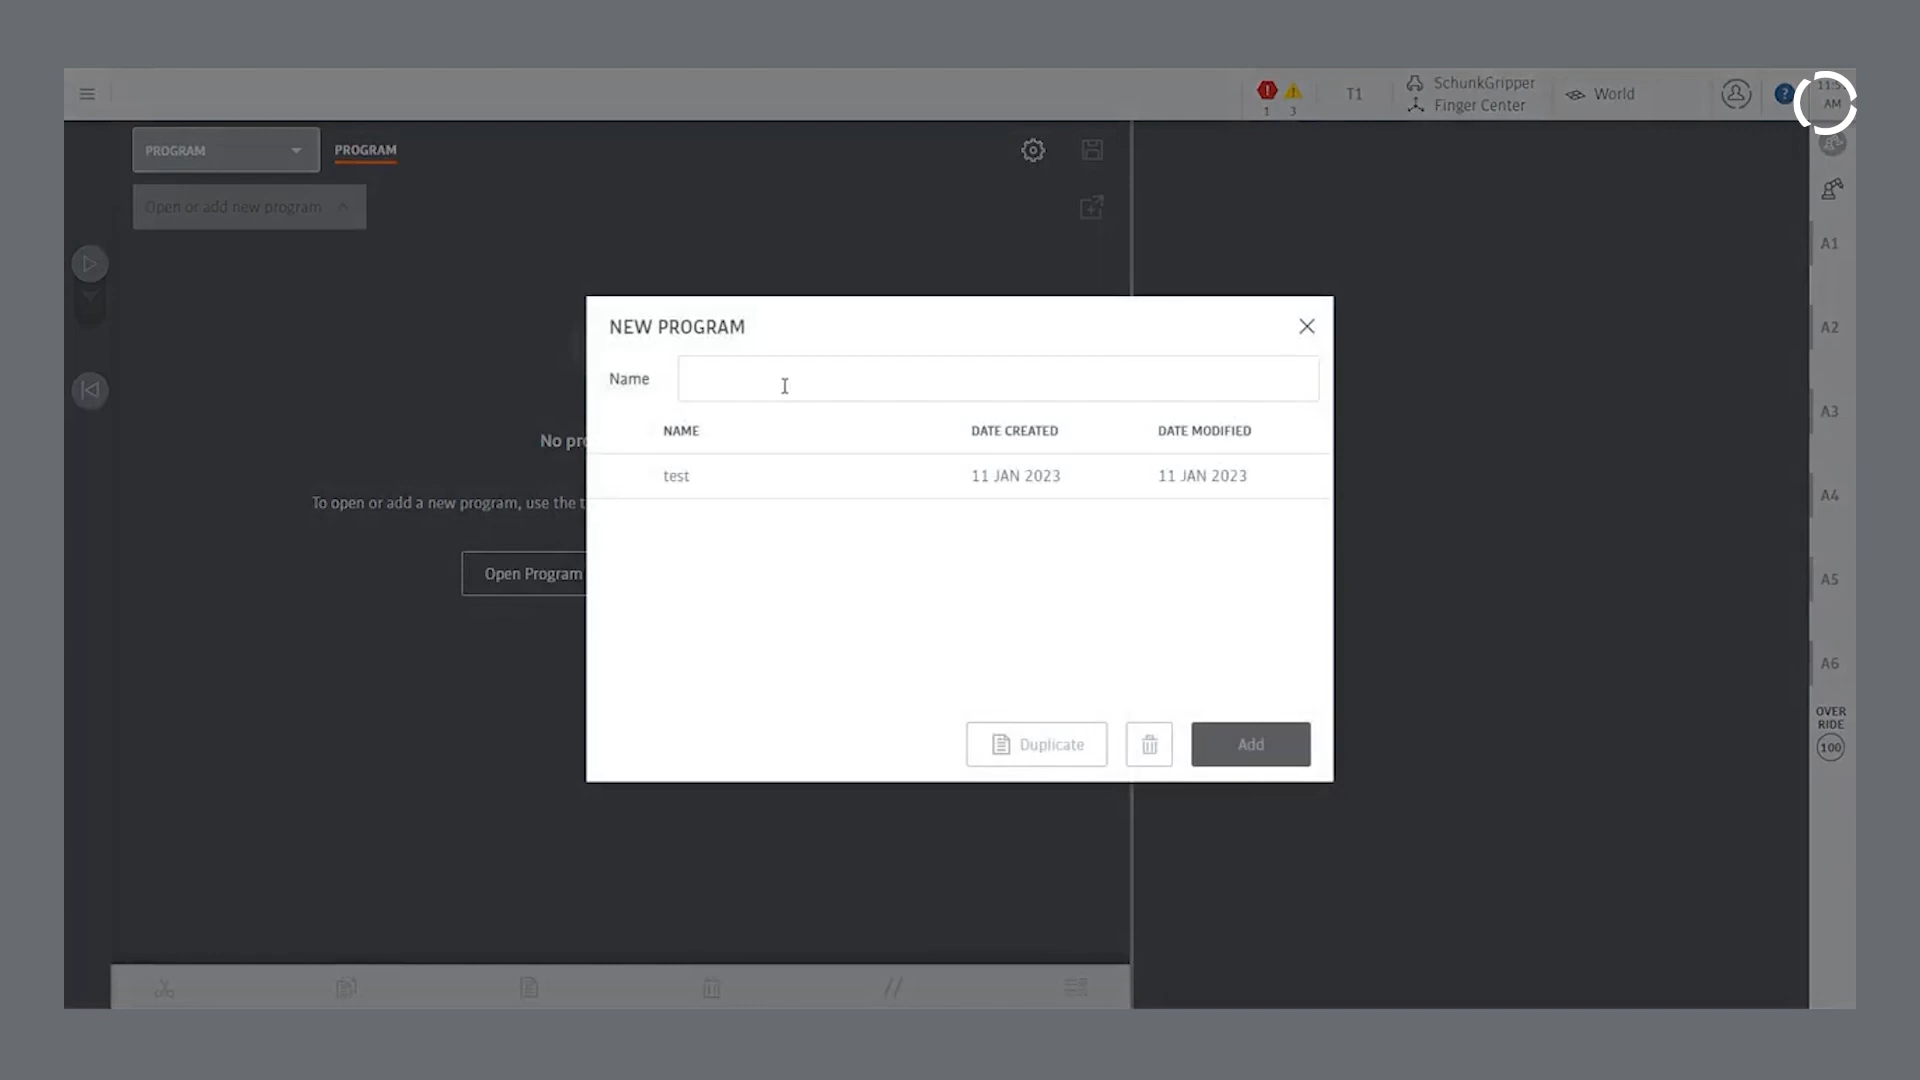 T1
SchunkGripper
Finger Center
World
1
3
AM
PROGRAM
PROGRAM
Open or add new program
NEW PROGRAM
Name
NAME
DATE CREATED
DATE MODIFIED
test
11 JAN 2023
11 JAN 2023
To open or add a new program, use the
Open Program
Duplicate
Add
A1
A2
A3
A4
A5
A6
OVER
RIDE
100